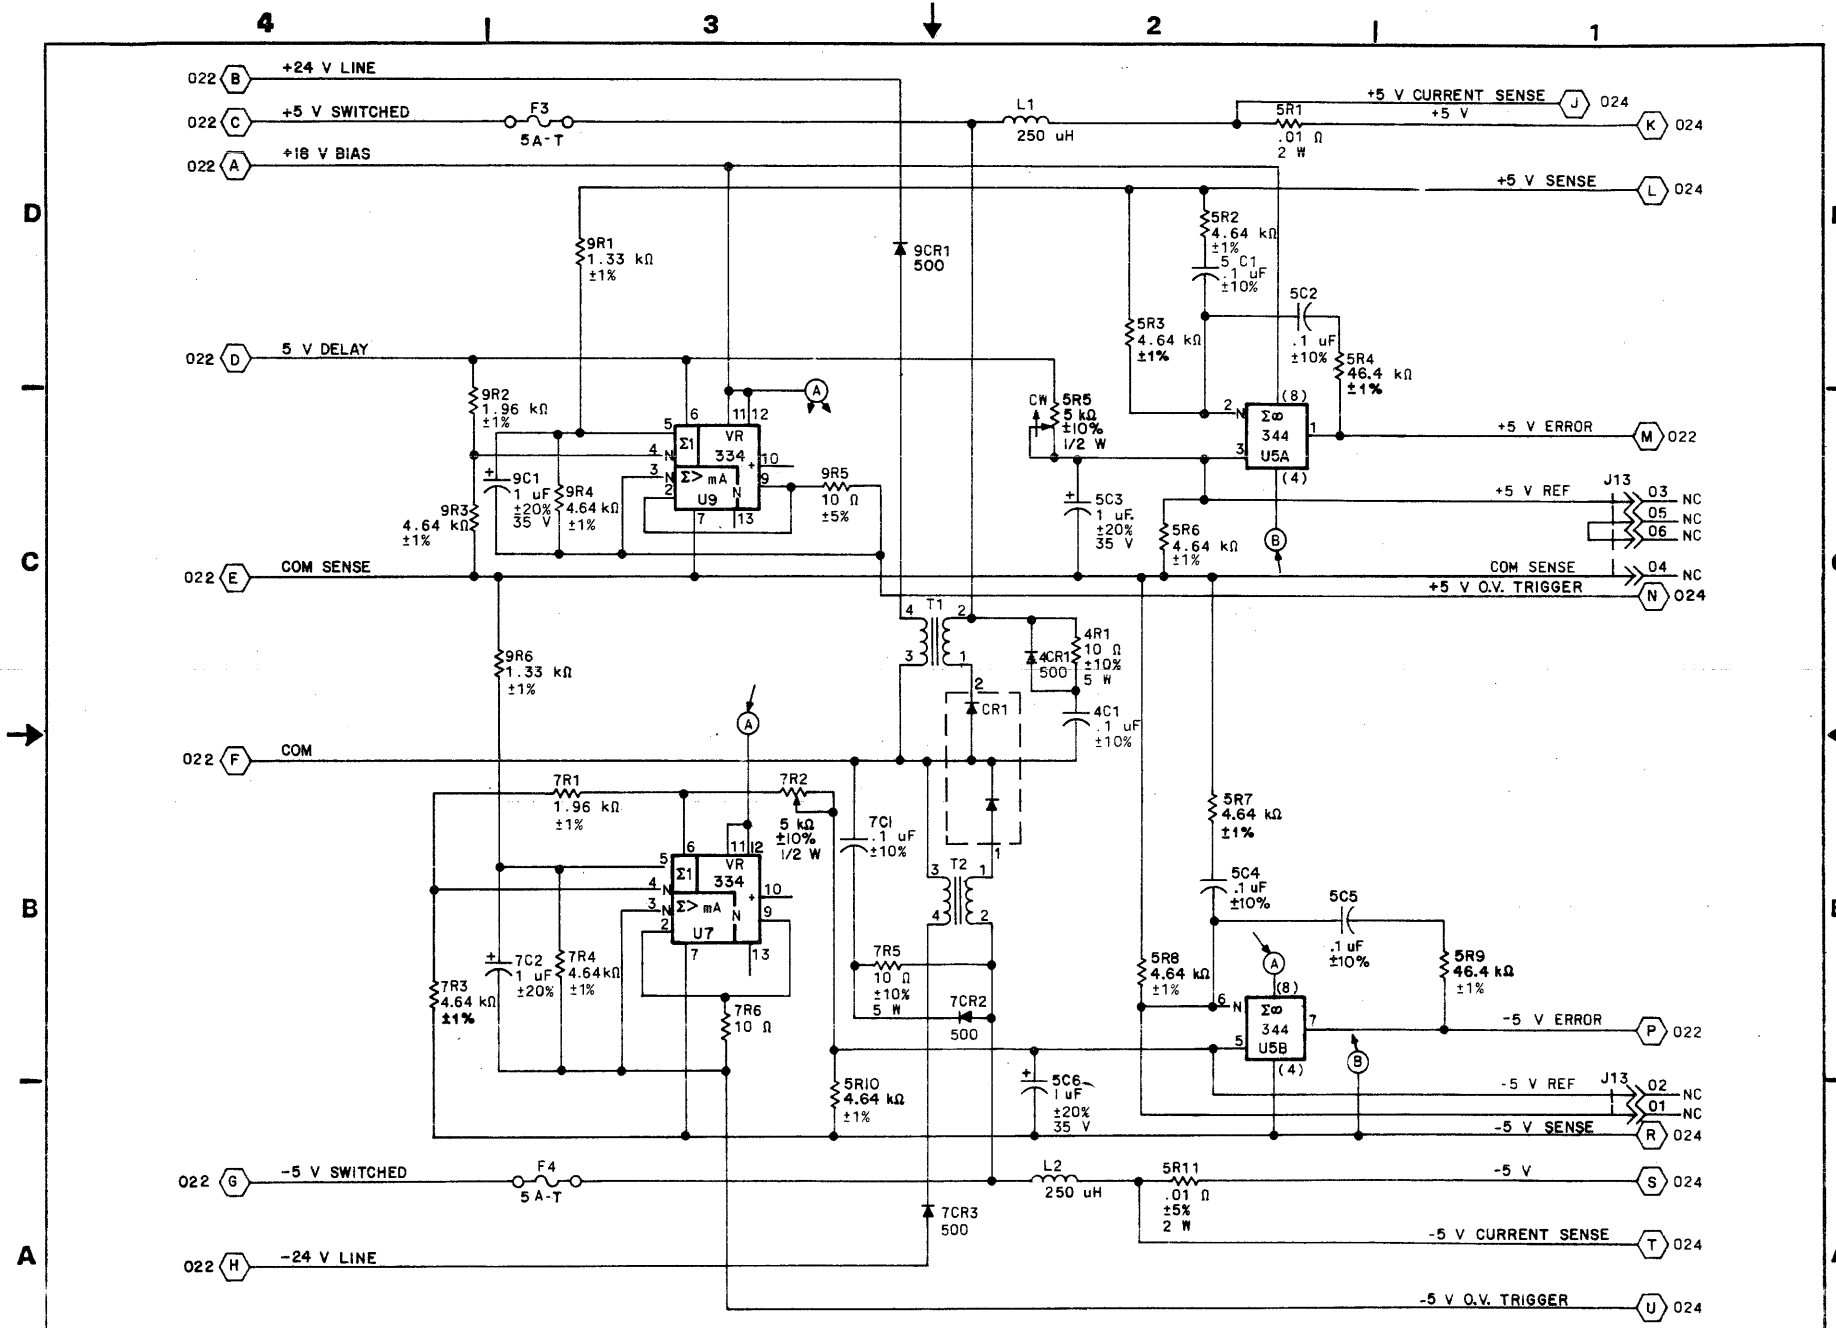 4 3 2 1
022 B +24 V LINE
+5 V CURRENT SENSE J 024
022 C +5 V SWITCHED
F3
5A-T
L1
250 uH
5R1
.01 Ω
2 W
+5 V
K 024
022 A +18 V BIAS
+5 V SENSE L 024
D
9R1
1.33 kΩ
±1%
9CR1
500
5R2
4.64 kΩ
±1%
5 C1
.1 uF
±10%
5C2
.1 uF
±10%
5R3
4.64 kΩ
±1%
5R4
46.4 kΩ
±1%
022 D 5 V DELAY
9R2
1.96 kΩ
±1%
A
6 11 12
5
4 N
3 N
2
Σ1 VR
334
Σ> mA
N
U9
+ 10
9
7 13
9R5
10 Ω
±5%
CW
5R5
5 kΩ
±10%
1/2 W
2 N
3
(8)
Σ∞
344
U5A
1
(4)
+5 V ERROR M 022
9C1
1 uF
±20%
35 V
9R4
4.64 kΩ
±1%
9R3
4.64 kΩ
±1%
5C3
1 uF
±20%
35 V
5R6
4.64 kΩ
±1%
B
+5 V REF
J13
03 NC
05 NC
06 NC
C
022 E COM SENSE
COM SENSE 04 NC
+5 V O.V. TRIGGER N 024
T1
4 2
3 1
9R6
1.33 kΩ
±1%
4CR1
500
4R1
10 Ω
±10%
5 W
2
CR1
4C1
.1 uF
±10%
A
022 F COM
7R1
1.96 kΩ
±1%
7R2
5 kΩ
±10%
1/2 W
7C1
.1 uF
±10%
1
5R7
4.64 kΩ
±1%
6 11 12
5
4 N
3 N
2
Σ1 VR
334
Σ> mA
N
U7
+ 10
9
7 13
T2
3 1
4 2
5C4
.1 uF
±10%
5C5
.1 uF
±10%
B
7C2
1 uF
±20%
7R4
4.64 kΩ
±1%
7R3
4.64 kΩ
±1%
7R6
10 Ω
7R5
10 Ω
±10%
5 W
7CR2
500
5R8
4.64 kΩ
±1%
A
5R9
46.4 kΩ
±1%
6 N
5
(8)
Σ∞
344
U5B
7
(4)
-5 V ERROR P 022
B
5R10
4.64 kΩ
±1%
5C6
1 uF
±20%
35 V
-5 V REF
J13
02 NC
01 NC
-5 V SENSE R 024
022 G -5 V SWITCHED
F4
5 A-T
L2
250 uH
5R11
.01 Ω
±5%
2 W
-5 V S 024
7CR3
500
-5 V CURRENT SENSE T 024
A
022 H -24 V LINE
-5 V O.V. TRIGGER U 024